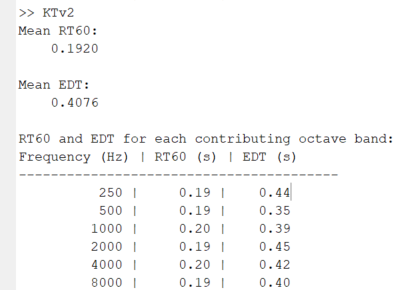 >> KTv2
Mean RT60:
0.1920
Mean EDT:
0.4076
RT60 and EDT for each contributing octave band:
Frequency (Hz) | RT60 (s) | EDT (s)
----------------------------------------
250 | 0.19 | 0.44
500 | 0.19 | 0.35
1000 | 0.20 | 0.39
2000 | 0.19 | 0.45
4000 | 0.20 | 0.42
8000 | 0.19 | 0.40